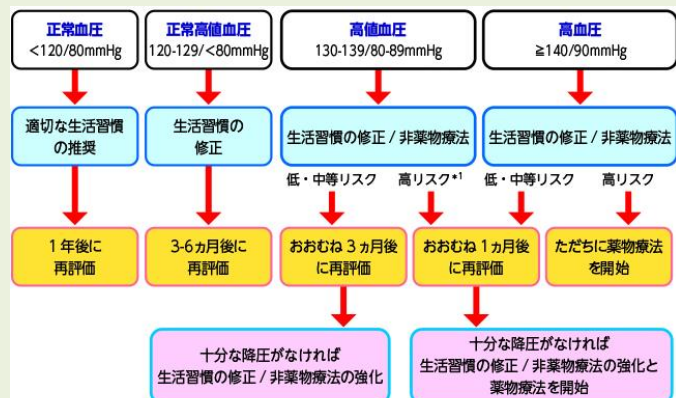 正常血圧
<120/80mmHg
正常高値血圧
120-129/<80mmHg
高値血圧
130-139/80-89mmHg
高血圧
≧140/90mmHg
適切な生活習慣
の推奨
生活習慣の
修正
生活習慣の修正 / 非薬物療法
生活習慣の修正 / 非薬物療法
低・中等リスク
高リスク*1
低・中等リスク
高リスク
1年後に
再評価
3-6ヵ月後に
再評価
おおむね3ヵ月後
に再評価
おおむね1ヵ月後
に再評価
ただちに薬物療法
を開始
十分な降圧がなければ
生活習慣の修正 / 非薬物療法の強化
十分な降圧がなければ
生活習慣の修正 / 非薬物療法の強化と
薬物療法を開始